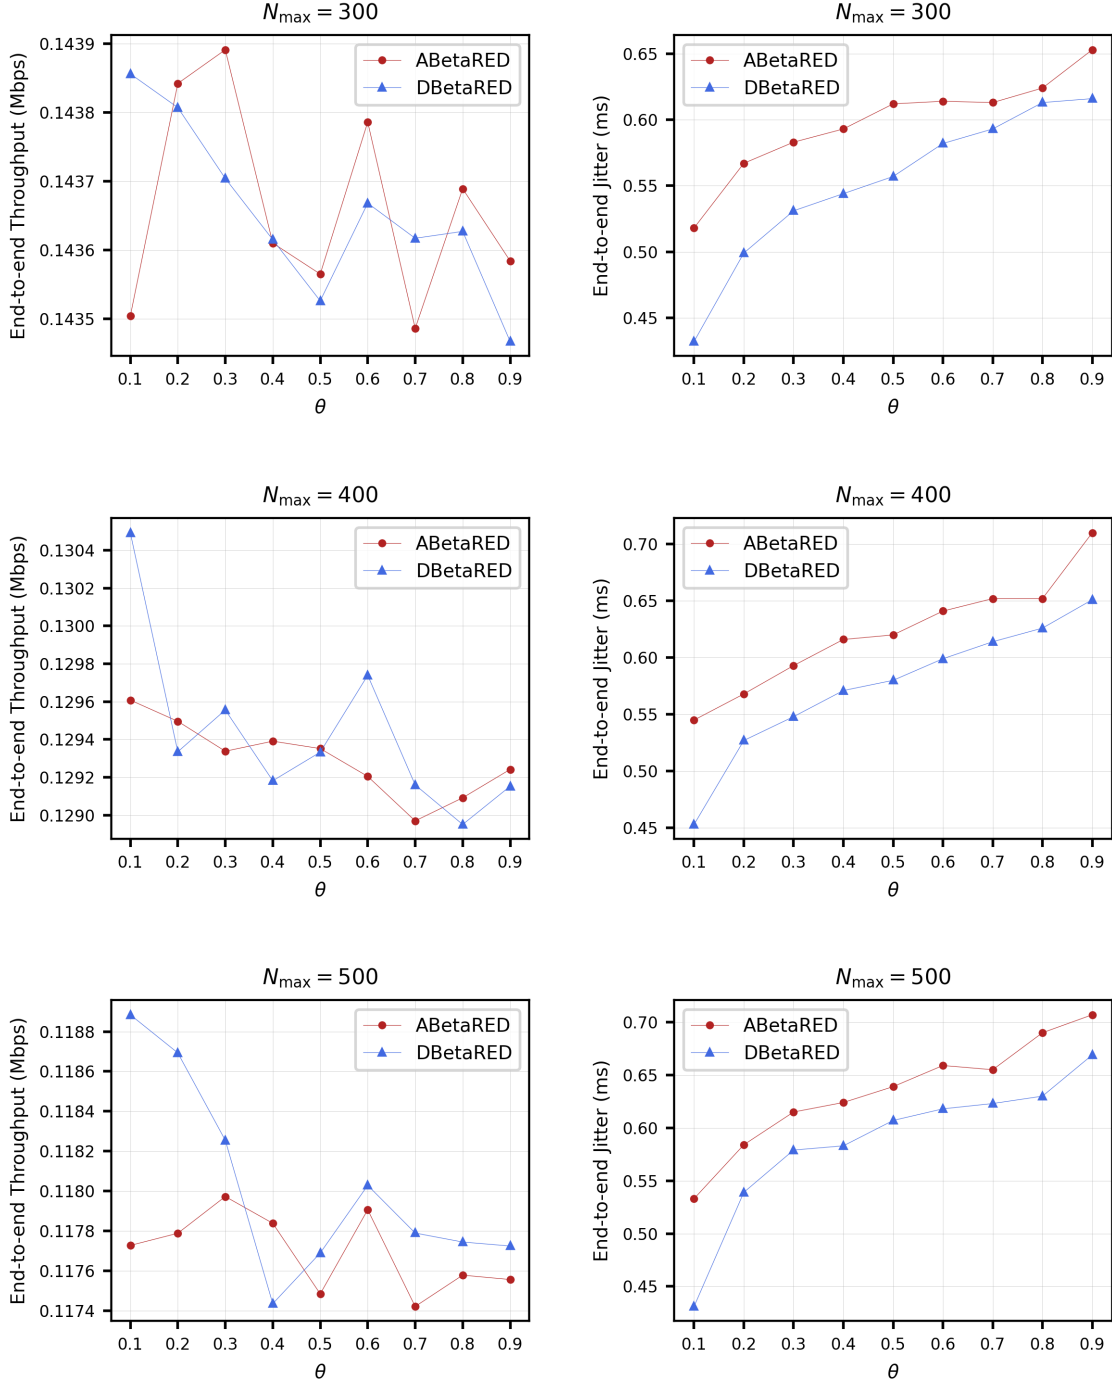 N_max = 300
End-to-end Throughput (Mbps)
0.1439
0.1438
0.1437
0.1436
0.1435
ABetaRED
DBetaRED
0.1 0.2 0.3 0.4 0.5 0.6 0.7 0.8 0.9
θ
N_max = 300
End-to-end Jitter (ms)
0.65
0.60
0.55
0.50
0.45
ABetaRED
DBetaRED
0.1 0.2 0.3 0.4 0.5 0.6 0.7 0.8 0.9
θ
N_max = 400
End-to-end Throughput (Mbps)
0.1304
0.1302
0.1300
0.1298
0.1296
0.1294
0.1292
0.1290
ABetaRED
DBetaRED
0.1 0.2 0.3 0.4 0.5 0.6 0.7 0.8 0.9
θ
N_max = 400
End-to-end Jitter (ms)
0.70
0.65
0.60
0.55
0.50
0.45
ABetaRED
DBetaRED
0.1 0.2 0.3 0.4 0.5 0.6 0.7 0.8 0.9
θ
N_max = 500
End-to-end Throughput (Mbps)
0.1188
0.1186
0.1184
0.1182
0.1180
0.1178
0.1176
0.1174
ABetaRED
DBetaRED
0.1 0.2 0.3 0.4 0.5 0.6 0.7 0.8 0.9
θ
N_max = 500
End-to-end Jitter (ms)
0.70
0.65
0.60
0.55
0.50
0.45
ABetaRED
DBetaRED
0.1 0.2 0.3 0.4 0.5 0.6 0.7 0.8 0.9
θ